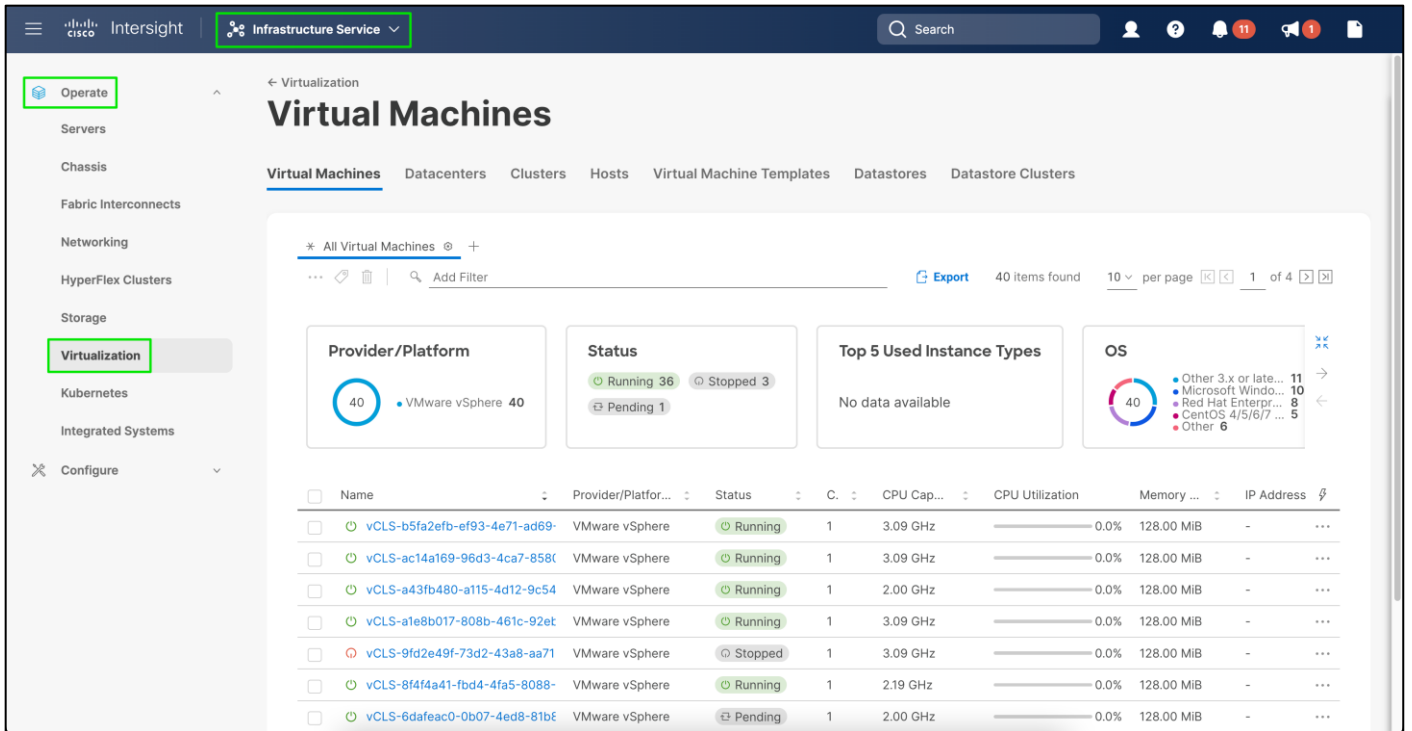 cisco Intersight Infrastructure Service Search 11 1
Operate
Servers
Chassis
Fabric Interconnects
Networking
HyperFlex Clusters
Storage
Virtualization
Kubernetes
Integrated Systems
Configure
← Virtualization
Virtual Machines
Virtual Machines Datacenters Clusters Hosts Virtual Machine Templates Datastores Datastore Clusters
All Virtual Machines
Add Filter Export 40 items found 10 per page 1 of 4
Provider/Platform
40 VMware vSphere 40
Status
Running 36 Stopped 3
Pending 1
Top 5 Used Instance Types
No data available
OS
40
Other 3.x or late... 11
Microsoft Windo... 10
Red Hat Enterpr... 8
CentOS 4/5/6/7 ... 5
Other 6
Name Provider/Platfor... Status C. CPU Cap... CPU Utilization Memory ... IP Address
vCLS-b5fa2efb-ef93-4e71-ad69- VMware vSphere Running 1 3.09 GHz 0.0% 128.00 MiB - ...
vCLS-ac14a169-96d3-4ca7-858( VMware vSphere Running 1 3.09 GHz 0.0% 128.00 MiB - ...
vCLS-a43fb480-a115-4d12-9c54 VMware vSphere Running 1 2.00 GHz 0.0% 128.00 MiB - ...
vCLS-a1e8b017-808b-461c-92eb VMware vSphere Running 1 3.09 GHz 0.0% 128.00 MiB - ...
vCLS-9fd2e49f-73d2-43a8-aa71 VMware vSphere Stopped 1 3.09 GHz 0.0% 128.00 MiB - ...
vCLS-8f4f4a41-fbd4-4fa5-8088- VMware vSphere Running 1 2.19 GHz 0.0% 128.00 MiB - ...
vCLS-6dafeac0-0b07-4ed8-81b8 VMware vSphere Pending 1 2.00 GHz 0.0% 128.00 MiB - ...